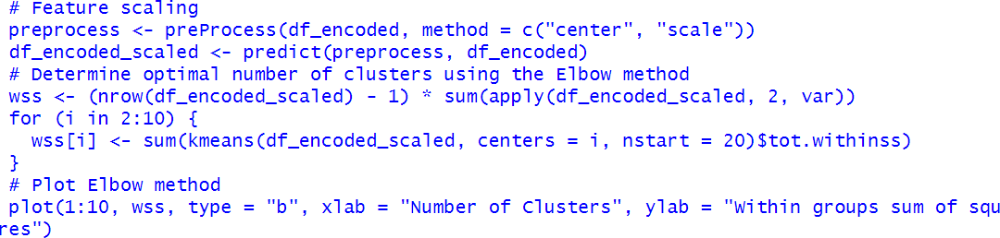 # Feature scaling
preprocess <- preProcess(df_encoded, method = c("center", "scale"))
df_encoded_scaled <- predict(preprocess, df_encoded)
# Determine optimal number of clusters using the Elbow method
wss <- (nrow(df_encoded_scaled) - 1) * sum(apply(df_encoded_scaled, 2, var))
for (i in 2:10) {
  wss[i] <- sum(kmeans(df_encoded_scaled, centers = i, nstart = 20)$tot.withinss)
}
# Plot Elbow method
plot(1:10, wss, type = "b", xlab = "Number of Clusters", ylab = "Within groups sum of squ
res")